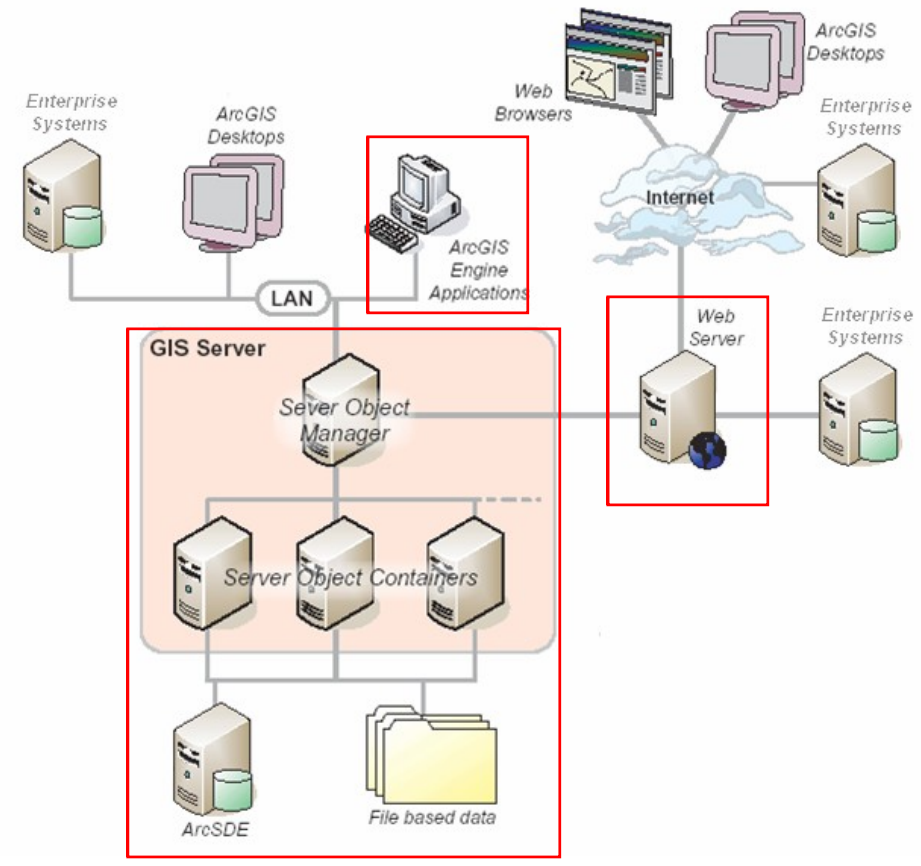 ArcGIS
Desktops
Web
Browsers
Enterprise
Systems
ArcGIS
Desktops
Enterprise
Systems
Internet
ArcGIS
Engine
Applications
LAN
Web
Server
Enterprise
Systems
GIS Server
Sever Object
Manager
Server Object Containers
ArcSDE
File based data